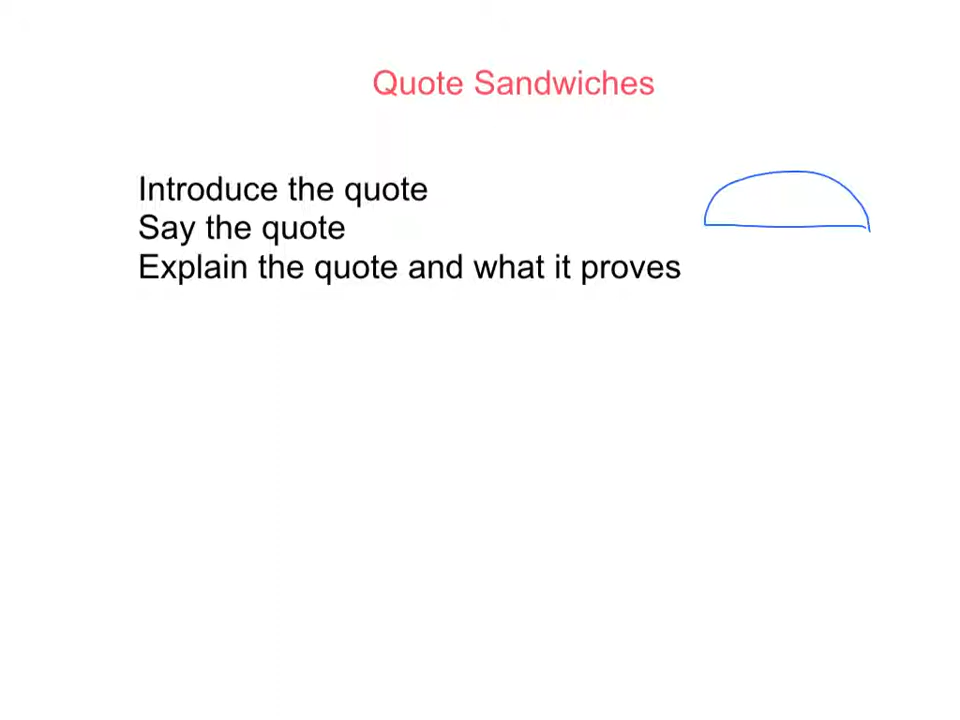 Quote Sandwiches
Introduce the quote
Say the quote
Explain the quote and what it proves